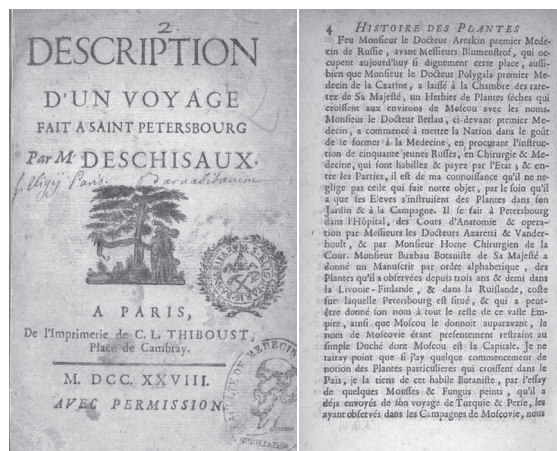 2
DESCRIPTION
D'UN VOYAGE
FAIT A SAINT PETERSBOURG
Par Mr DESCHISAUX.
A PARIS,
De l'Imprimerie de C. L. THIBOUST,
Place de Cambray.
M. DCC. XXVIII.
AVEC PERMISSION.
4 HISTOIRE DES PLANTES
Feu Monsieur le Docteur Areskin premier Mede-
cin de Russie, avant Messieurs Blumenstrof, qui oc-
cupent aujourd'huy si dignement cette place, aussi-
bien que Monsieur le Docteur Polygala premier Me-
decin de la Czarine, a laissé à la Chambre des rare-
tez de Sa Majesté, un Herbier de Plantes séches qui
croissent aux environs de Moscou avec les noms.
Monsieur le Docteur Betlau, ci-devant premier Me-
decin, a commencé à mettre la Nation dans le goût
de se former à la Medecine, en procurant l'instruc-
tion de cinquante jeunes Russes, en Chirurgie & Me-
decine, qui sont habillez & payez par l'Etat ; & en-
tre les Parties, il est de ma connoissance qu'il ne ne-
glige pas celle qui fait notre objet, par le soin qu'il
a que ses Eleves s'instruisent des Plantes dans son
Jardin & à la Campagne. Il se fait à Petersbourg
dans l'Hôpital, des Cours d'Anatomie & opera-
tion par Messieurs les Docteurs Azaretti & Vander-
hoult, & par Monsieur Horne Chirurgien de la
Cour. Monsieur Buxbau Botaniste de Sa Majesté a
donné un Manuscrit par ordre alphabetique, des
Plantes qu'il a observées depuis trois ans & demi dans
la Livonie-Finlande, & dans la Ruislande, coste
sur laquelle Petersbourg est situé, & qui a peut-
être donné son nom à tout le reste de ce vaste Em-
pire, ainsi que Moscou le donnoit auparavant, le
nom de Moscovie étant presentement restraint au
simple Duché dont Moscou est la Capitale. Je ne
tairay point que si j'ay quelque commencement de
notion des Plantes particulieres qui croissent dans le
Païs, je la tiens de cet habile Botaniste, par l'essay
de quelques Mousses & Fungus peints, qu'il a
déja envoyés de son voyage de Turquie & Perse, les
ayant observés dans les Campagnes de Moscovie, nous